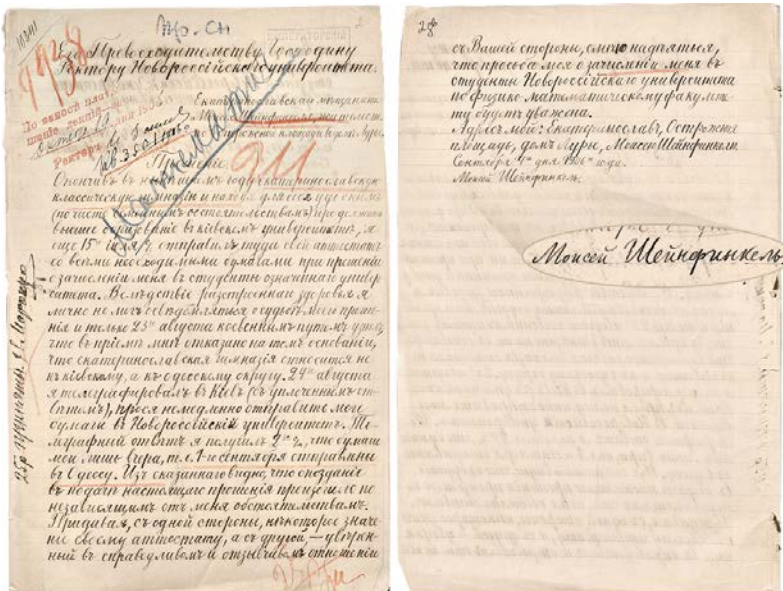 Его Превосходительству Господину
Ректору Новороссійскаго университета.
Екатеринославскаго мѣщанина
Прошеніе.
Окончивъ въ нынѣшнемъ году екатеринославскую
классическую гимназію и находя для себя удобнымъ
(по чисто семейнымъ обстоятельствамъ) продолжать
высшее образованіе въ кіевскомъ университетѣ, я
еще 15го іюля отправилъ туда свой аттестатъ
со всѣми необходимыми бумагами при прошеніи
о зачисленіи меня въ студенты означеннаго универ
ситета. Вслѣдствіе разстроеннаго здоровья я
лично не могъ освѣдомляться о судьбѣ моего проше-
нія и только 23го августа косвеннымъ путемъ узналъ,
что въ пріемѣ мнѣ отказано на томъ основаніи,
что екатеринославская гимназія относится не
къ кіевскому, а къ одесскому округу. 24го августа
я телеграфировалъ въ Кіевъ (съ уплоченнымъ от-
вѣтомъ), прося немедленно отправить мои
бумаги въ Новороссійскій университетъ. Те-
леграфный отвѣтъ я получилъ 2го ч., что бумаги
мои лишь вчера, т.е. 1го сентября отправлены
въ Одессу. Изъ сказаннаго видно, что опозданіе
въ подачѣ настоящаго прошенія произошло по
независящимъ отъ меня обстоятельствамъ.
Придавая, съ одной стороны, нѣкоторое значе
ніе своему аттестату, а съ другой, — увѣрен-
ный въ справедливомъ и отзывчивомъ отношеніи
28
съ Вашей стороны, смѣю надѣяться,
что просьба моя о зачисленіи меня въ
студенты Новороссійскаго университета
по физико-математическому факульте
ту будетъ уважена.
Адресъ мой: Екатеринославъ, Острожная
площадь, домъ Гурье, Моисею Шейнфинкелю.
Сентября 4го дня 1906го года.
Моисей Шейнфинкель.
Моисей Шейнфинкель.